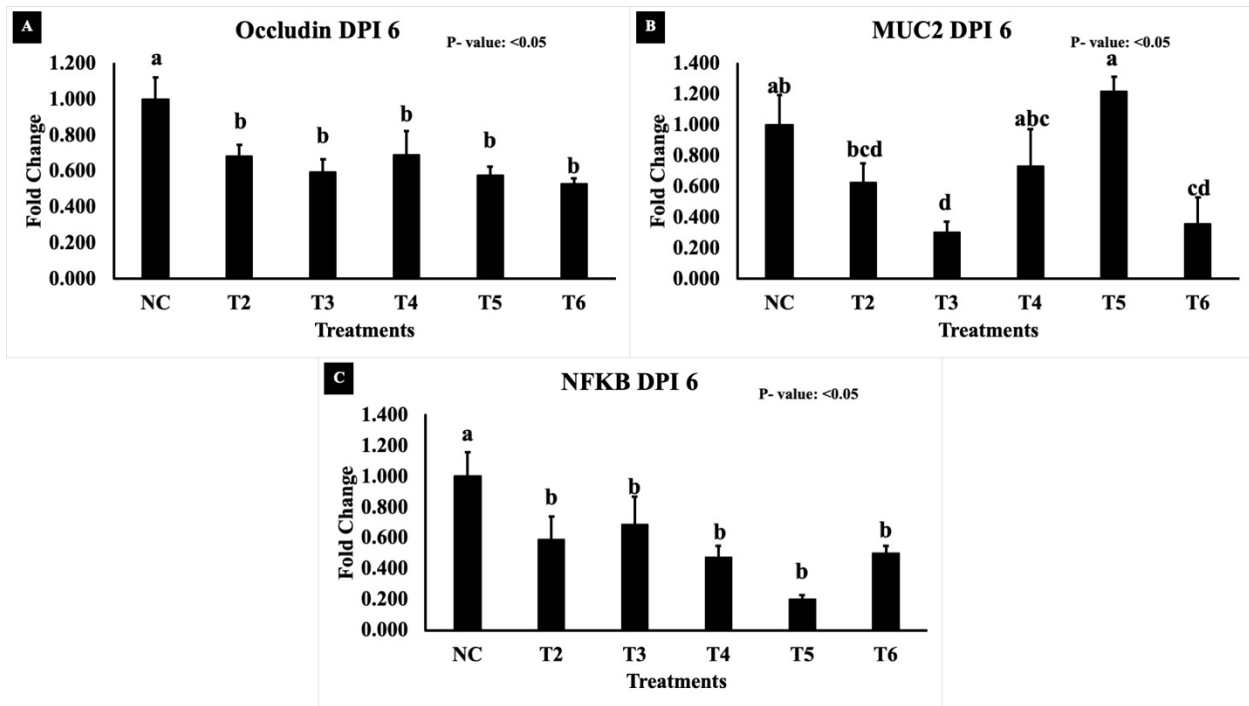 A
Occludin DPI 6
P- value: <0.05
Fold Change
1.200
1.000
0.800
0.600
0.400
0.200
0.000
a
b
b
b
b
b
NC T2 T3 T4 T5 T6
Treatments
B
MUC2 DPI 6
P- value: <0.05
Fold Change
1.400
1.200
1.000
0.800
0.600
0.400
0.200
0.000
ab
bcd
d
abc
a
cd
NC T2 T3 T4 T5 T6
Treatments
C
NFKB DPI 6
P- value: <0.05
Fold Change
1.400
1.200
1.000
0.800
0.600
0.400
0.200
0.000
a
b
b
b
b
b
NC T2 T3 T4 T5 T6
Treatments